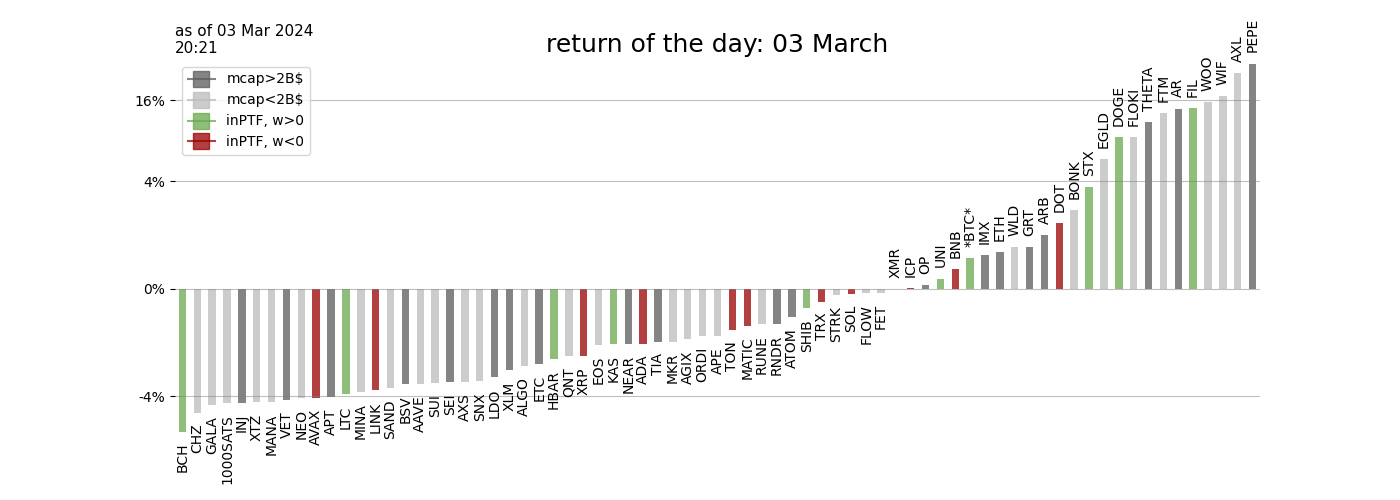 as of 03 Mar 2024
20:21
return of the day: 03 March
mcap>2B$
mcap<2B$
inPTF, w>0
inPTF, w<0
16%
4%
0%
-4%
BCH
CHZ
GALA
1000SATS
INJ
XTZ
MANA
VET
NEO
AVAX
APT
LTC
MINA
LINK
SAND
BSV
AAVE
SUI
SEI
AXS
SNX
LDO
XLM
ALGO
ETC
HBAR
QNT
XRP
EOS
KAS
NEAR
ADA
TIA
MKR
AGIX
ORDI
APE
TON
MATIC
RUNE
RNDR
ATOM
SHIB
TRX
STRK
SOL
FLOW
FET
XMR
ICP
OP
UNI
BNB
*BTC*
IMX
ETH
WLD
GRT
ARB
DOT
BONK
STX
EGLD
DOGE
FLOKI
THETA
FTM
AR
FIL
WOO
WIF
AXL
PEPE